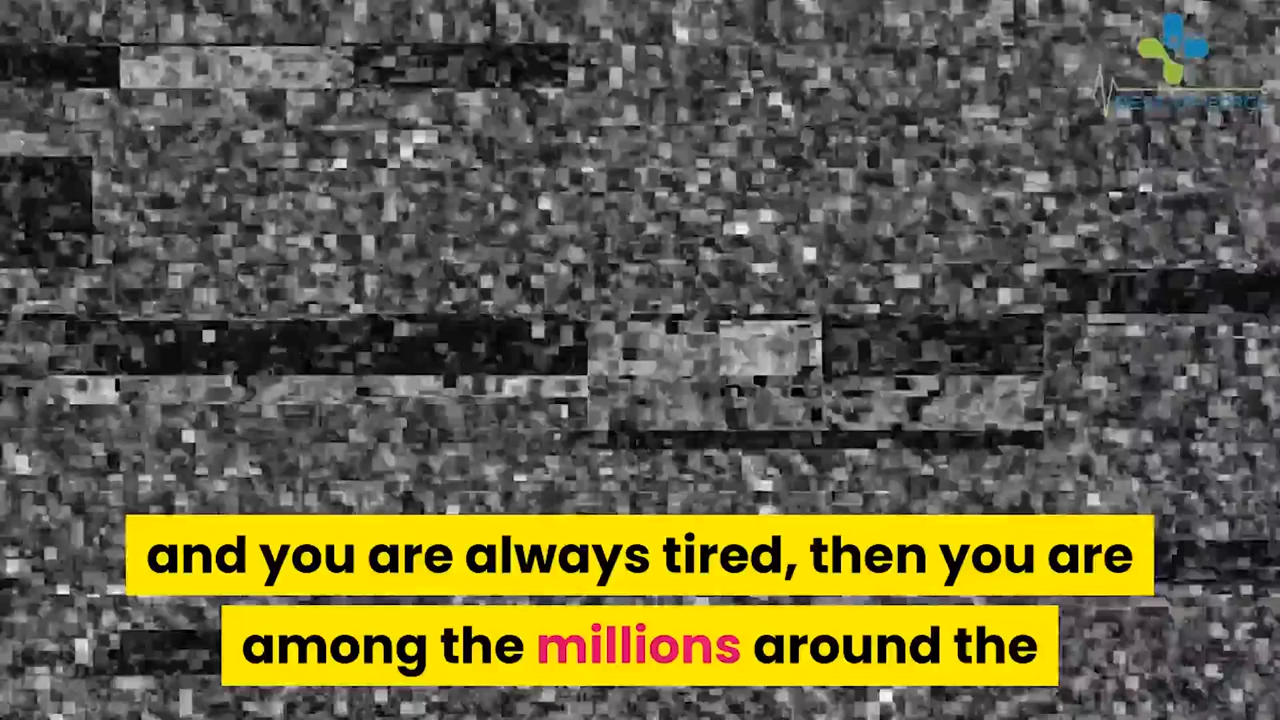 and you are always tired, then you are
among the millions around the